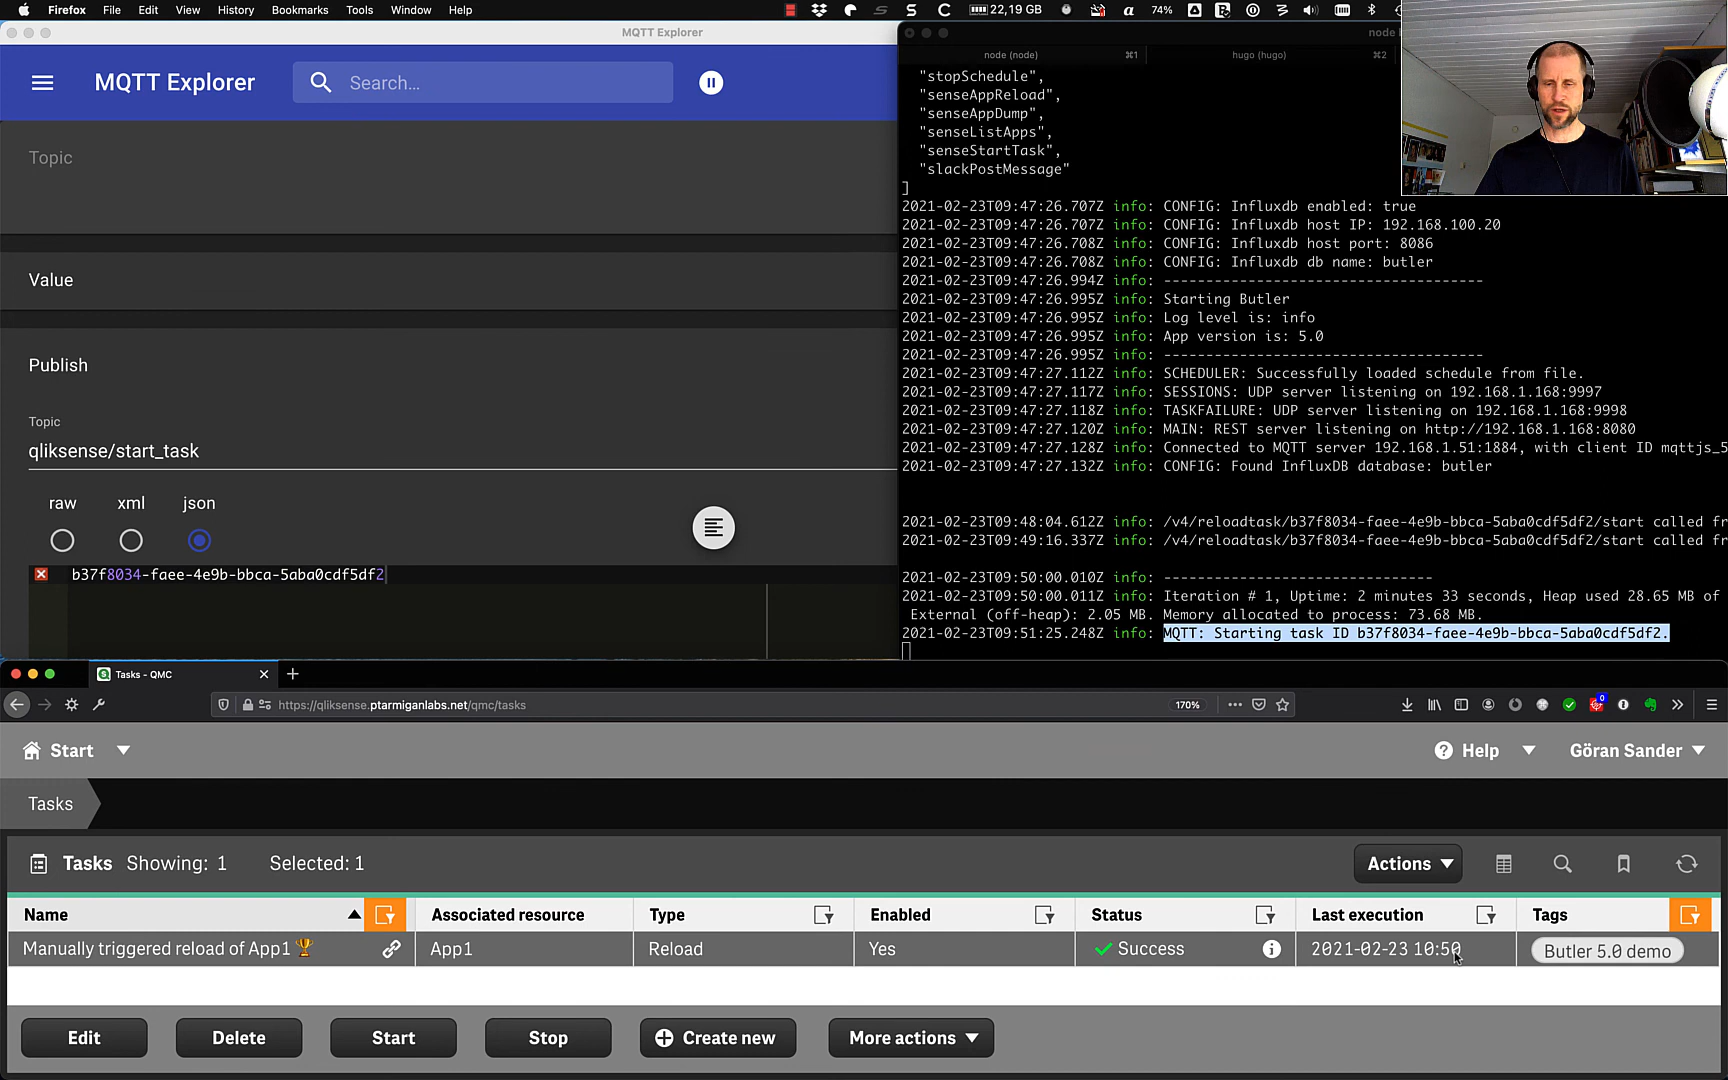 Firefox File Edit View History Bookmarks Tools Window Help 22,19 GB 74%
MQTT Explorer
MQTT Explorer Search...
Topic
Value
Publish
Topic
qliksense/start_task
raw xml json
b37f8034-faee-4e9b-bbca-5aba0cdf5df2
node
node (node) ⌘1 hugo (hugo) ⌘2
"stopSchedule",
"senseAppReload",
"senseAppDump",
"senseListApps",
"senseStartTask",
"slackPostMessage"
]
2021-02-23T09:47:26.707Z info: CONFIG: Influxdb enabled: true
2021-02-23T09:47:26.707Z info: CONFIG: Influxdb host IP: 192.168.100.20
2021-02-23T09:47:26.708Z info: CONFIG: Influxdb host port: 8086
2021-02-23T09:47:26.708Z info: CONFIG: Influxdb db name: butler
2021-02-23T09:47:26.994Z info: --------------------------------------
2021-02-23T09:47:26.995Z info: Starting Butler
2021-02-23T09:47:26.995Z info: Log level is: info
2021-02-23T09:47:26.995Z info: App version is: 5.0
2021-02-23T09:47:26.995Z info: --------------------------------------
2021-02-23T09:47:27.112Z info: SCHEDULER: Successfully loaded schedule from file.
2021-02-23T09:47:27.117Z info: SESSIONS: UDP server listening on 192.168.1.168:9997
2021-02-23T09:47:27.118Z info: TASKFAILURE: UDP server listening on 192.168.1.168:9998
2021-02-23T09:47:27.120Z info: MAIN: REST server listening on http://192.168.1.168:8080
2021-02-23T09:47:27.128Z info: Connected to MQTT server 192.168.1.51:1884, with client ID mqttjs_5
2021-02-23T09:47:27.132Z info: CONFIG: Found InfluxDB database: butler
2021-02-23T09:48:04.612Z info: /v4/reloadtask/b37f8034-faee-4e9b-bbca-5aba0cdf5df2/start called fr
2021-02-23T09:49:16.337Z info: /v4/reloadtask/b37f8034-faee-4e9b-bbca-5aba0cdf5df2/start called fr
2021-02-23T09:50:00.010Z info: --------------------------------
2021-02-23T09:50:00.011Z info: Iteration # 1, Uptime: 2 minutes 33 seconds, Heap used 28.65 MB of
External (off-heap): 2.05 MB. Memory allocated to process: 73.68 MB.
2021-02-23T09:51:25.248Z info: MQTT: Starting task ID b37f8034-faee-4e9b-bbca-5aba0cdf5df2.
Tasks - QMC
https://qliksense.ptarmiganlabs.net/qmc/tasks 170% 0
Start Help Göran Sander
Tasks
Tasks Showing: 1 Selected: 1 Actions
Name Associated resource Type Enabled Status Last execution Tags
Manually triggered reload of App1 🏆 App1 Reload Yes Success 2021-02-23 10:50 Butler 5.0 demo
Edit Delete Start Stop Create new More actions